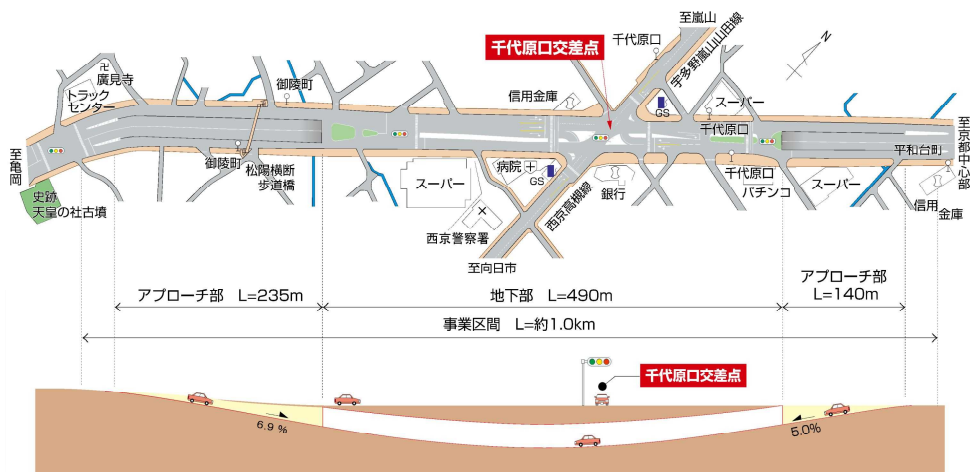 至嵐山
千代原口
宇多野嵐山山田線
千代原口交差点
N
廣見寺
トラック
センター
御陵町
信用金庫
GS
スーパー
千代原口
至京都中心部
平和台町
至亀岡
御陵町
松陽横断
歩道橋
病院
GS
スーパー
銀行
西京高槻線
千代原口
パチンコ
スーパー
信用
金庫
史跡
天皇の社古墳
西京警察署
至向日市
アプローチ部 L=235m
地下部 L=490m
アプローチ部
L=140m
事業区間 L=約1.0km
千代原口交差点
6.9 %
5.0%